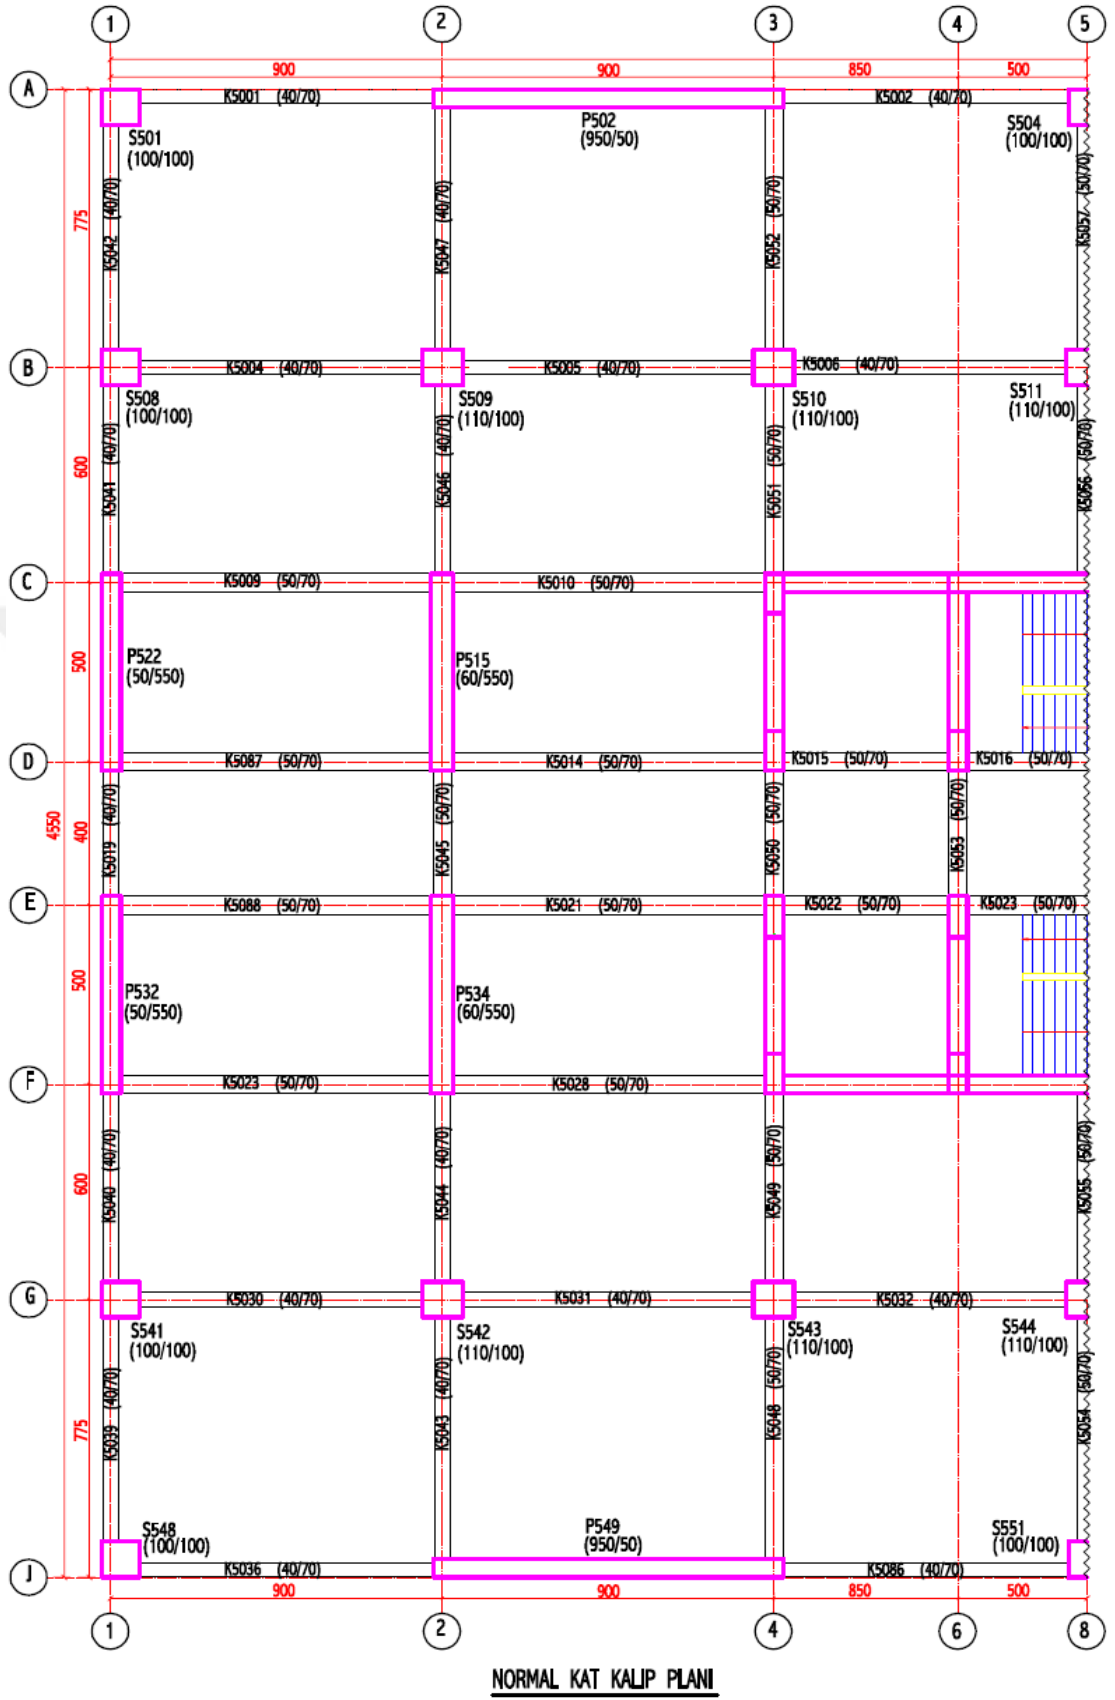 1 2 3 4 5
900 900 850 500
A
K5001 (40/70)
K5002 (40/70)
P502
(950/50)
S501
(100/100)
S504
(100/100)
775
K5042 (40/70)
K5047 (40/70)
K5052 (50/70)
K5057 (50/70)
B
K5004 (40/70)
K5005 (40/70)
K5006 (40/70)
S508
(100/100)
S509
(110/100)
S510
(110/100)
S511
(110/100)
600
K5041 (40/70)
K5046 (40/70)
K5051 (50/70)
K5056 (50/70)
C
K5009 (50/70)
K5010 (50/70)
500
P522
(50/550)
P515
(60/550)
D
K5087 (50/70)
K5014 (50/70)
K5015 (50/70)
K5016 (50/70)
4550
400
K5019 (40/70)
K5045 (50/70)
K5050 (50/70)
K5053 (50/70)
E
K5088 (50/70)
K5021 (50/70)
K5022 (50/70)
K5023 (50/70)
500
P532
(50/550)
P534
(60/550)
F
K5023 (50/70)
K5028 (50/70)
600
K5040 (40/70)
K5044 (40/70)
K5049 (50/70)
K5055 (50/70)
G
K5030 (40/70)
K5031 (40/70)
K5032 (40/70)
S541
(100/100)
S542
(110/100)
S543
(110/100)
S544
(110/100)
775
K5039 (40/70)
K5043 (40/70)
K5048 (50/70)
K5054 (50/70)
S548
(100/100)
P549
(950/50)
S551
(100/100)
J
K5036 (40/70)
K5086 (40/70)
900 900 850 500
1 2 4 6 8
NORMAL KAT KALIP PLANI